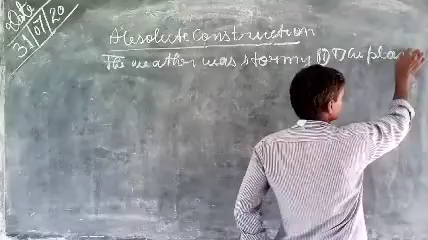 Date
31/07/20
Absolute Construction
The weather was stormy